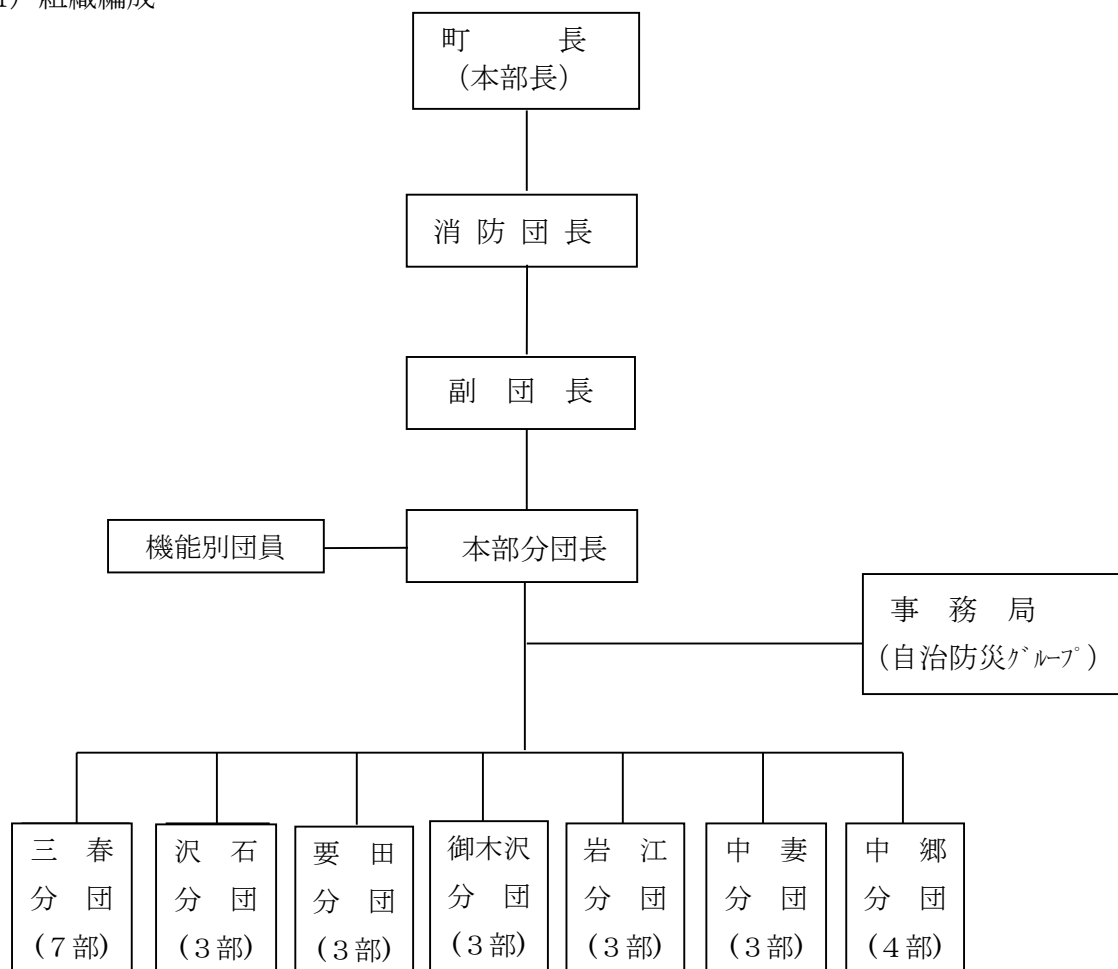 組織編成
町長
（本部長）
消防団長
副団長
機能別団員
本部分団長
事務局
（自治防災ｸﾞﾙｰﾌﾟ）
三春
分団
(７部)
沢石
分団
(３部)
要田
分団
(３部)
御木沢
分団
(３部)
岩江
分団
(３部)
中妻
分団
(３部)
中郷
分団
(４部)